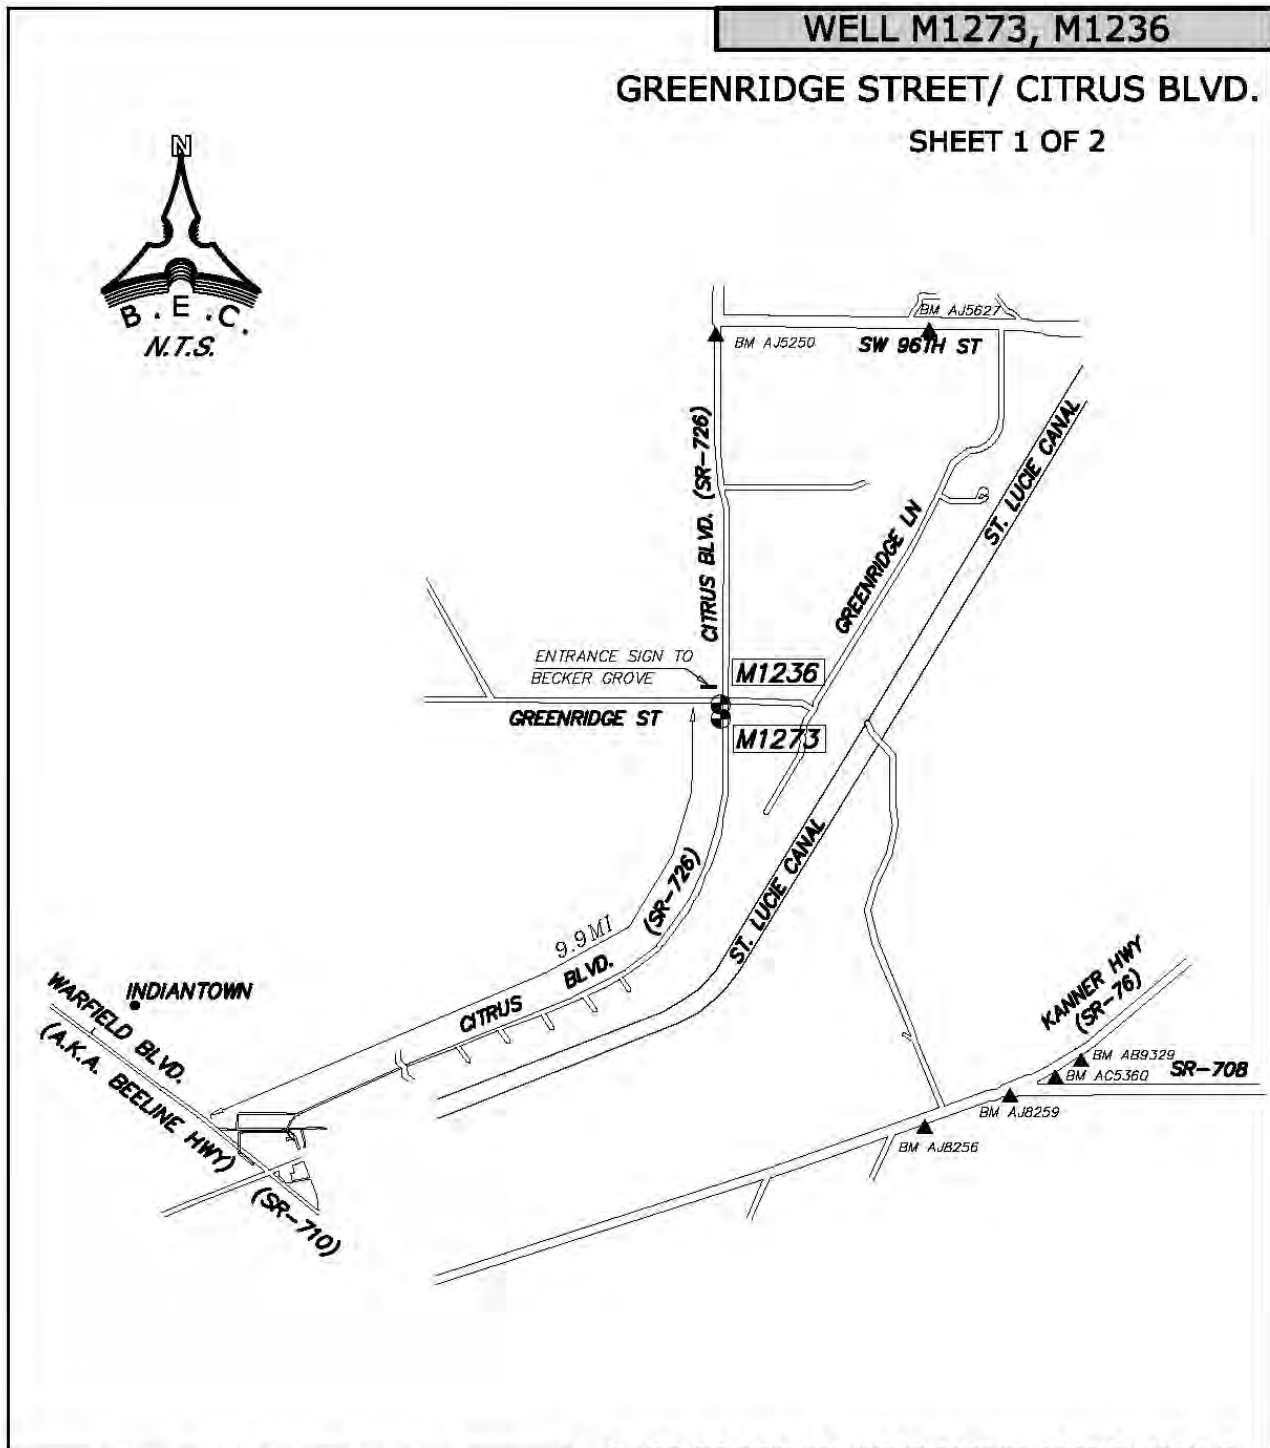 WELL M1273, M1236
GREENRIDGE STREET/ CITRUS BLVD.
SHEET 1 OF 2
N
B . E . C.
N.T.S.
BM AJ5627
BM AJ5250
SW 96TH ST
CITRUS BLVD. (SR-726)
ST. LUCIE CANAL
GREENRIDGE LN
ENTRANCE SIGN TO
BECKER GROVE
M1236
GREENRIDGE ST
M1273
(SR-726)
ST. LUCIE CANAL
9.9MI
CITRUS BLVD.
INDIANTOWN
WARFIELD BLVD.
(A.K.A. BEELINE HWY)
(SR-710)
KANNER HWY
(SR-76)
BM AB9329
BM AC5360
SR-708
BM AJ8259
BM AJ8256